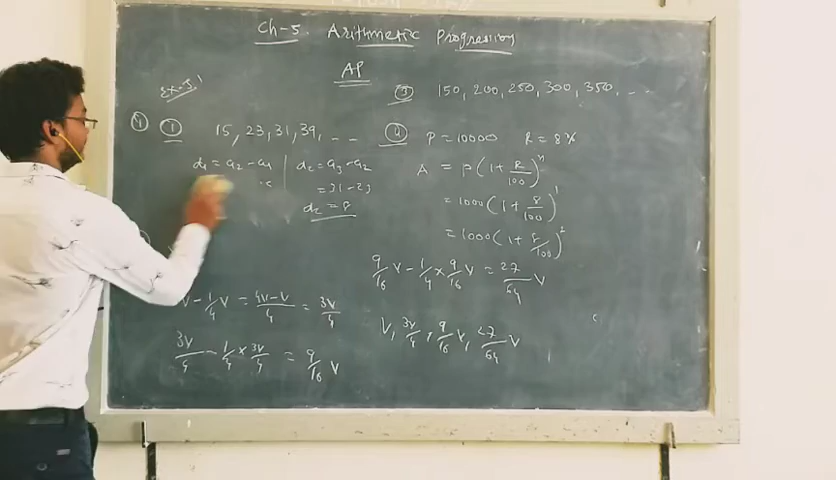 Ch-5. Arithmetic Progression
AP
Ex-5.1
① 15, 23, 31, 39, ...
d₁ = a₂ - a₁ | d₂ = a₃ - a₂
= 31 - 23
d₂ = 8
V - 1/4 V = 4V-V/4 = 3V/4
3V/4 - 1/4 × 3V/4 = 9/16 V
③ 150, 200, 250, 300, 350, ...
④ P = 10000 R = 8%
A = P(1 + R/100)ⁿ
= 1000(1 + 8/100)¹
= 1000(1 + 8/100)²
9/16 V - 1/4 × 9/16 V = 27/64 V
V, 3V/4, 9/16 V, 27/64 V